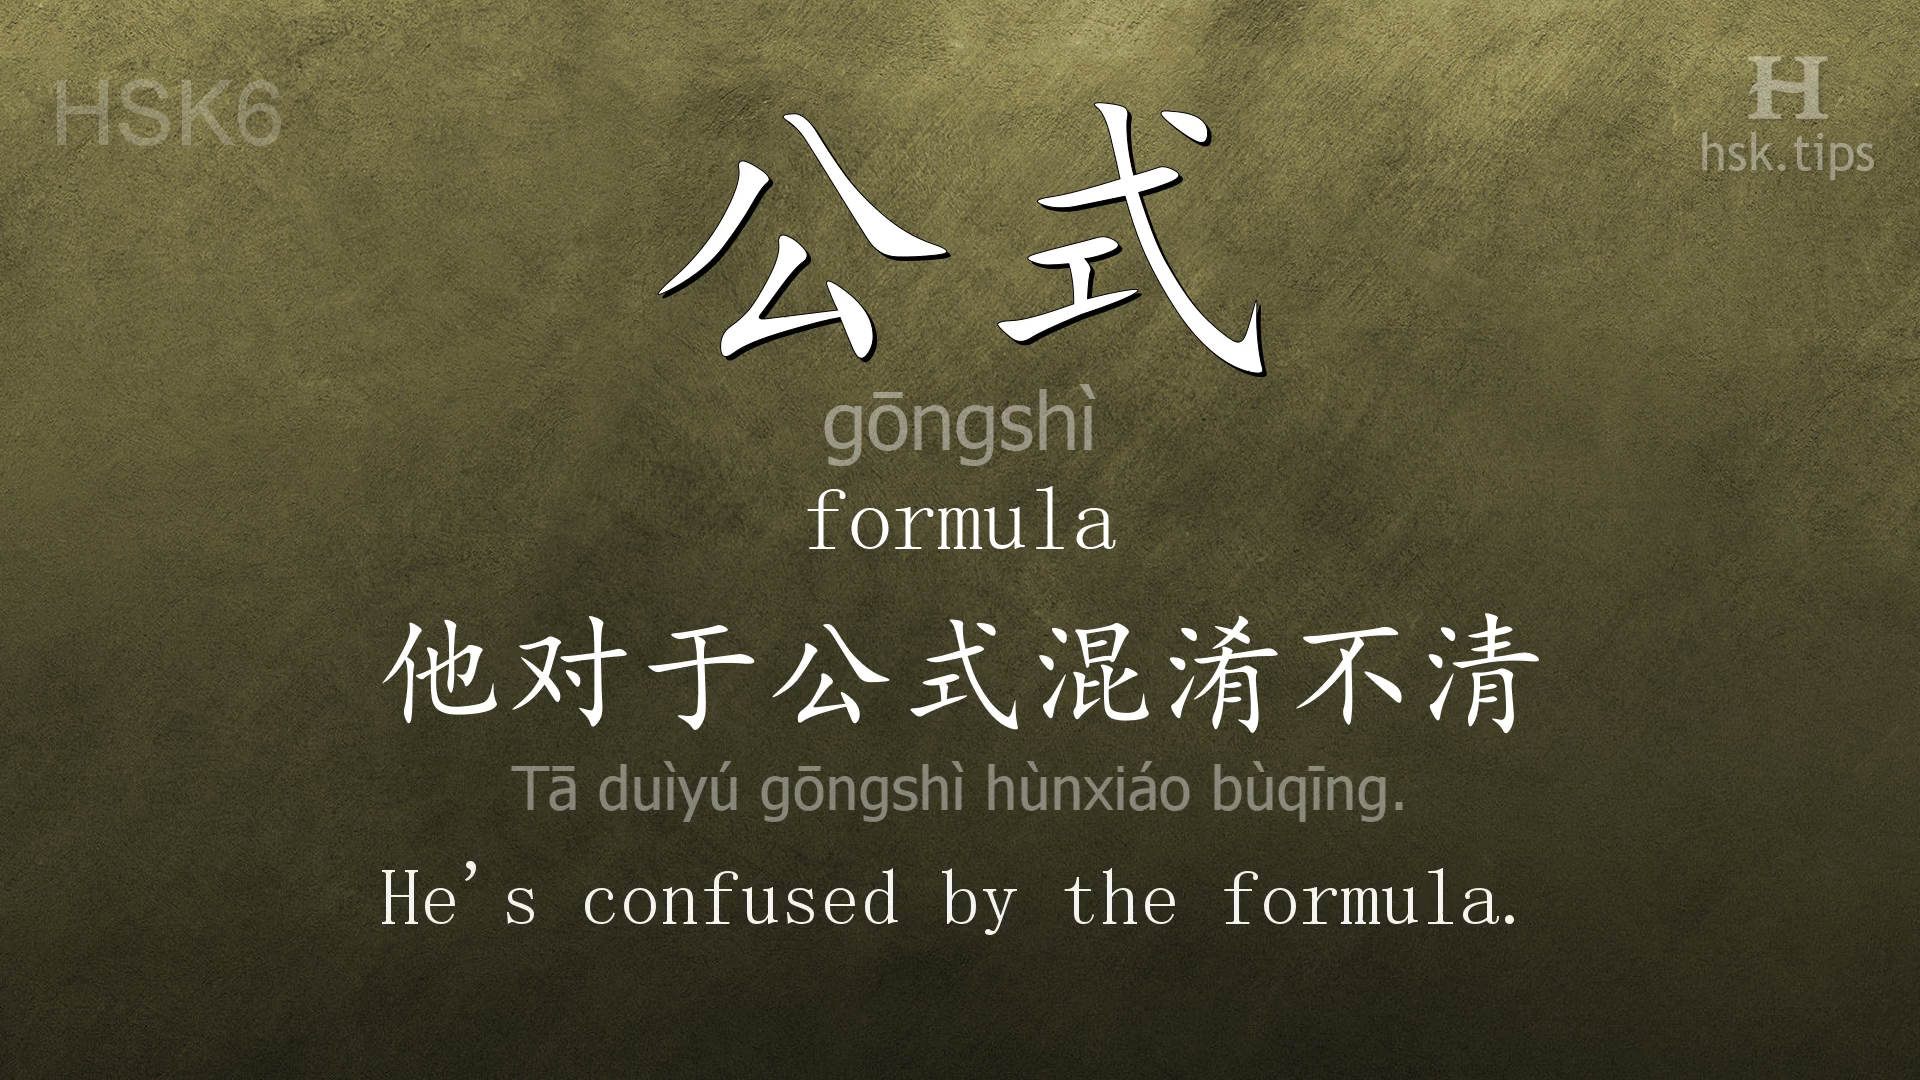 HSK6
H
hsk.tips
公式
gōngshì
formula
他对于公式混淆不清
Tā duìyú gōngshì hùnxiáo bùqīng.
He's confused by the formula.